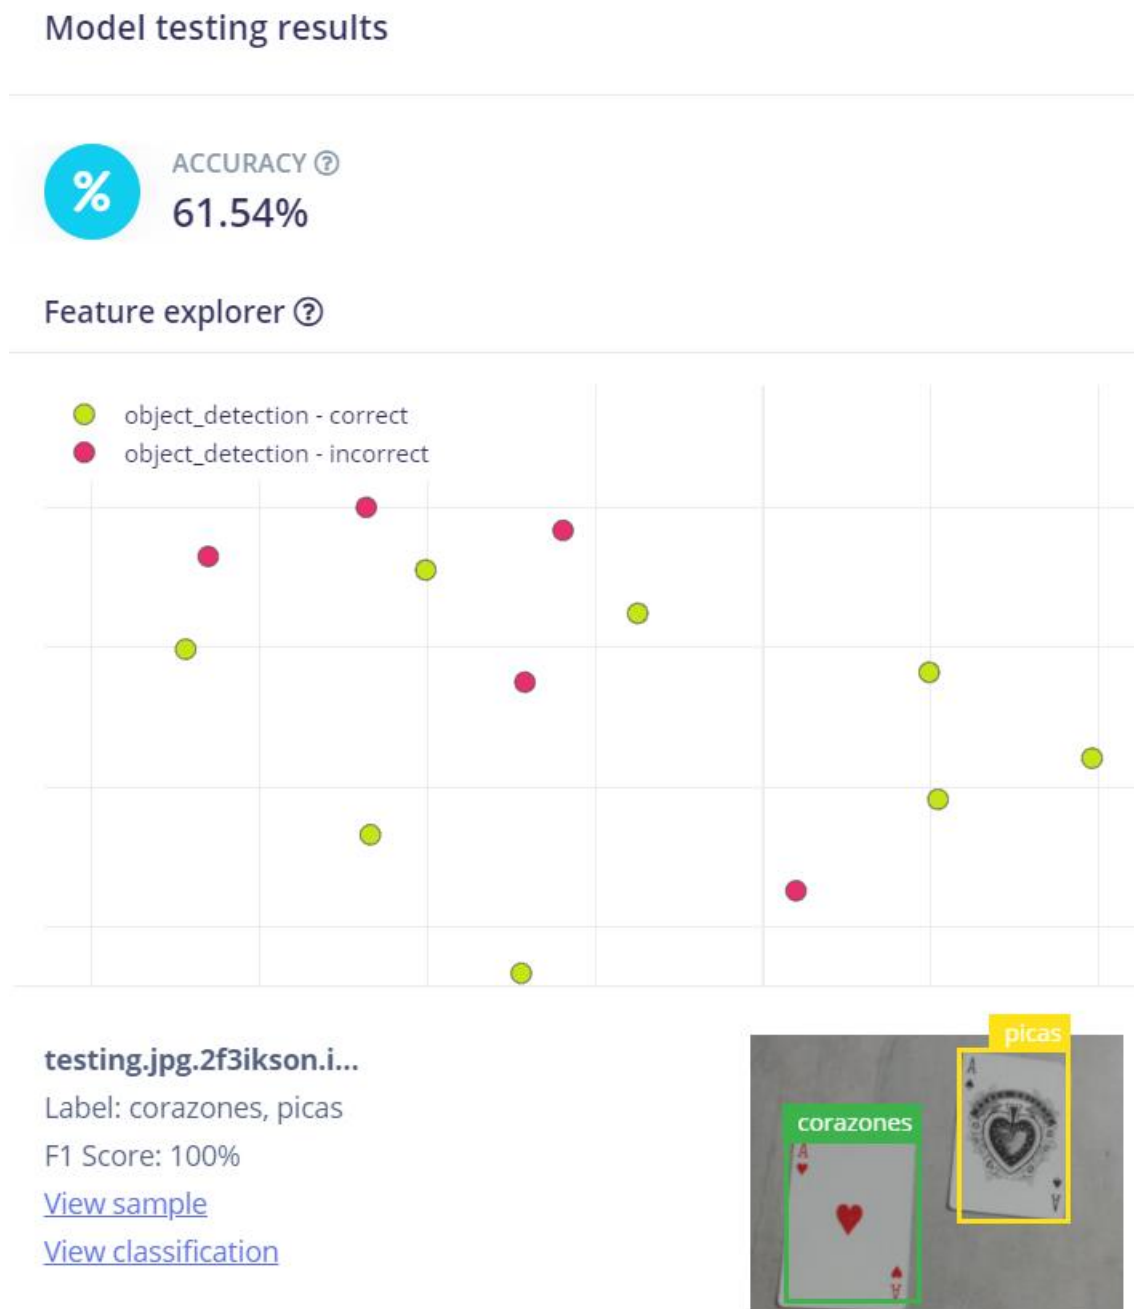 Model testing results
%
ACCURACY ?
61.54%
Feature explorer ?
object_detection - correct
object_detection - incorrect
testing.jpg.2f3ikson.i...
Label: corazones, picas
F1 Score: 100%
View sample
View classification
picas
A
A
corazones
A
A